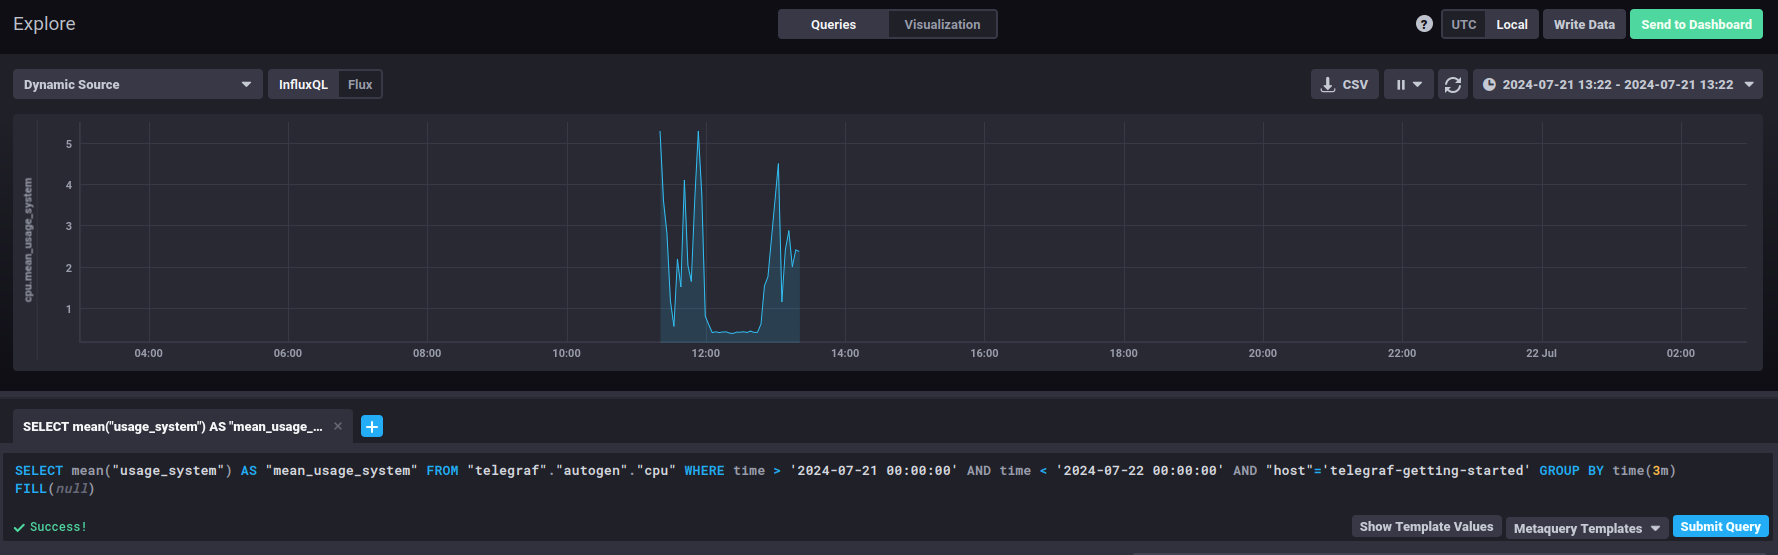 Explore
Queries Visualization
? UTC Local Write Data Send to Dashboard
Dynamic Source InfluxQL Flux
CSV 2024-07-21 13:22 - 2024-07-21 13:22
cpu.mean_usage_system
5
4
3
2
1
04:00 06:00 08:00 10:00 12:00 14:00 16:00 18:00 20:00 22:00 22 Jul 02:00
SELECT mean("usage_system") AS "mean_usage_... × +
SELECT mean("usage_system") AS "mean_usage_system" FROM "telegraf"."autogen"."cpu" WHERE time > '2024-07-21 00:00:00' AND time < '2024-07-22 00:00:00' AND "host"='telegraf-getting-started' GROUP BY time(3m)
FILL(null)
Success!
Show Template Values Metaquery Templates Submit Query